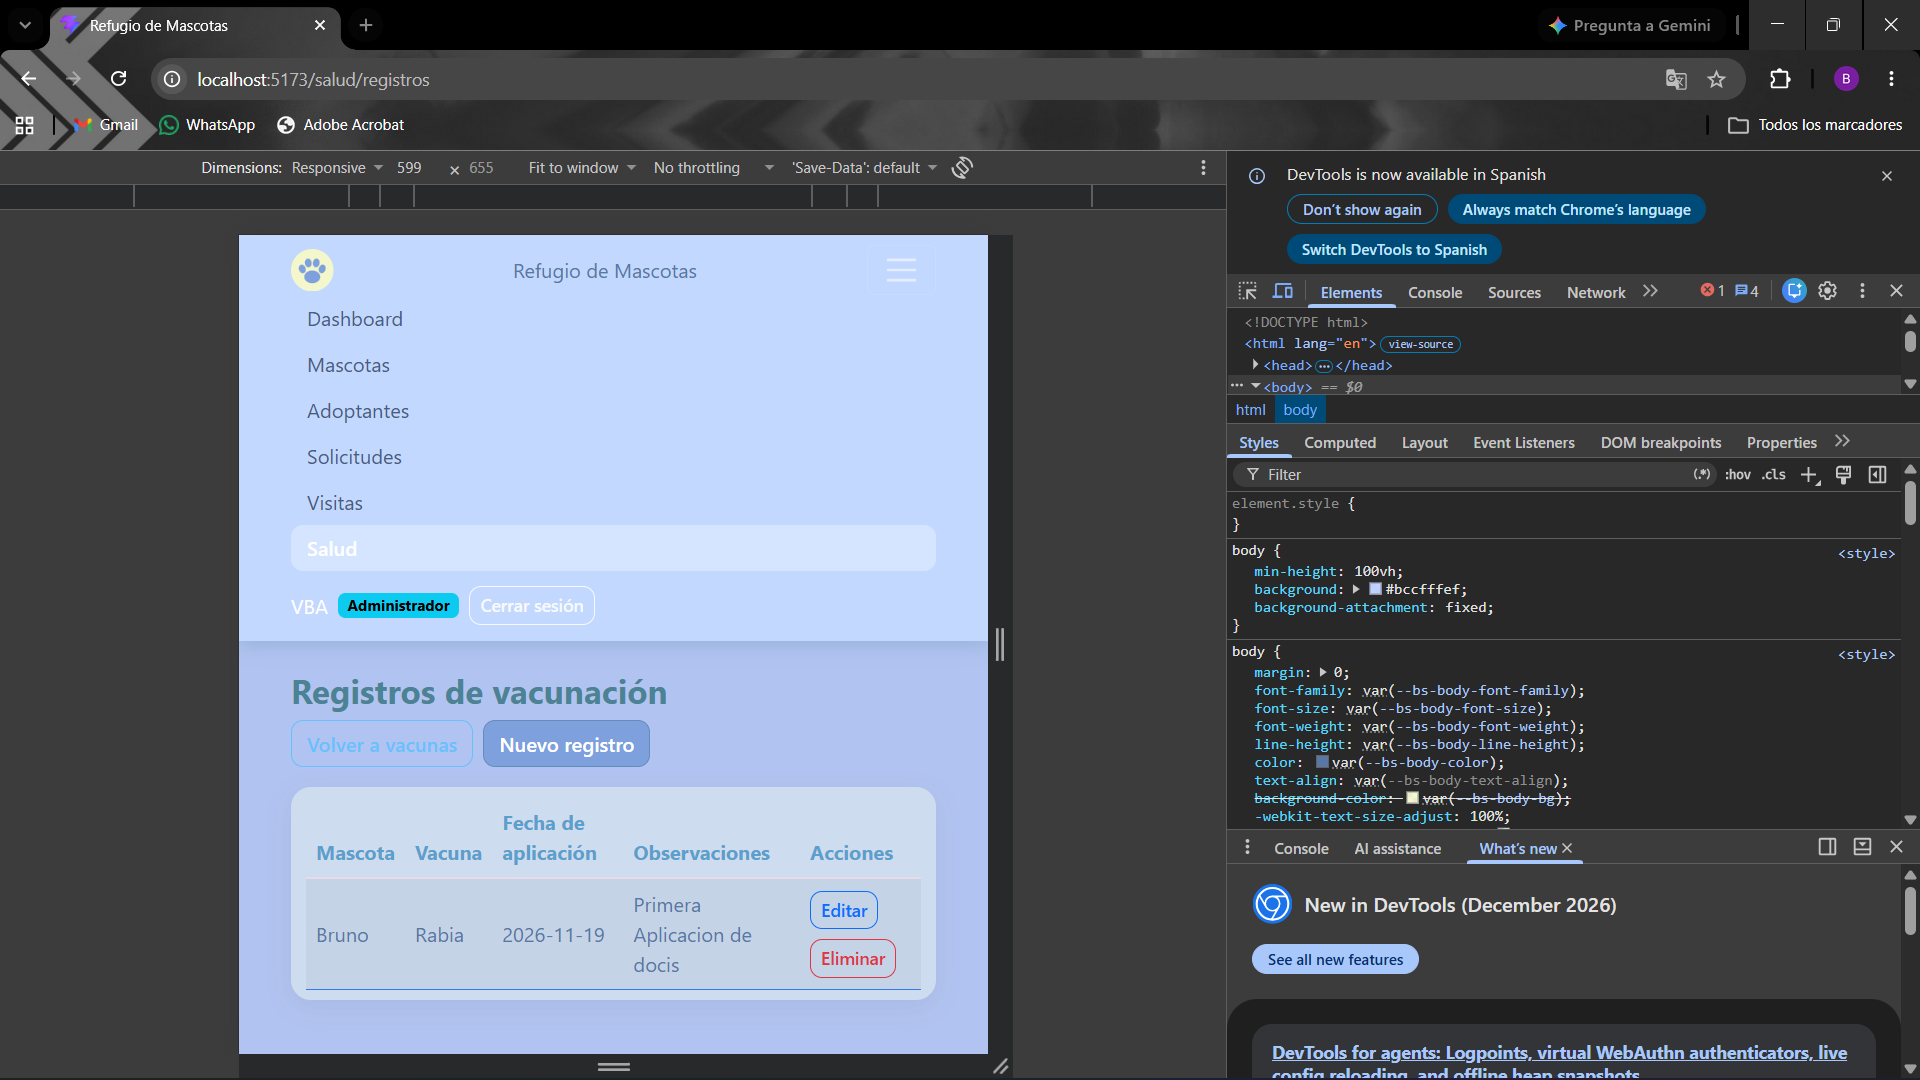 Refugio de Mascotas
Pregunta a Gemini
localhost:5173/salud/registros
B
Gmail
WhatsApp
Adobe Acrobat
Todos los marcadores
Dimensions: Responsive 599 × 655 Fit to window No throttling 'Save-Data': default
Refugio de Mascotas
Dashboard
Mascotas
Adoptantes
Solicitudes
Visitas
Salud
VBA Administrador Cerrar sesión
Registros de vacunación
Volver a vacunas Nuevo registro
Mascota Vacuna Fecha de aplicación Observaciones Acciones
Bruno Rabia 2026-11-19 Primera Aplicacion de docis Editar
Eliminar
DevTools is now available in Spanish
Don't show again Always match Chrome's language
Switch DevTools to Spanish
Elements Console Sources Network 1 4
<!DOCTYPE html>
<html lang="en"> view-source
<head> ⋯ </head>
<body> == $0
html body
Styles Computed Layout Event Listeners DOM breakpoints Properties
Filter (.*) :hov .cls
element.style {
}
body { <style>
min-height: 100vh;
background: #bccfffef;
background-attachment: fixed;
}
body { <style>
margin: 0;
font-family: var(--bs-body-font-family);
font-size: var(--bs-body-font-size);
font-weight: var(--bs-body-font-weight);
line-height: var(--bs-body-line-height);
color: var(--bs-body-color);
text-align: var(--bs-body-text-align);
background-color: var(--bs-body-bg);
-webkit-text-size-adjust: 100%;
Console AI assistance What's new
New in DevTools (December 2026)
See all new features
DevTools for agents: Logpoints, virtual WebAuthn authenticators, live
config reloading, and offline heap snapshots